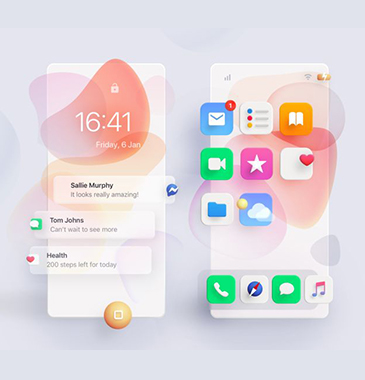 16:41
Friday, 6 Jan
Sallie Murphy
It looks really amazing!
Tom Johns
Can't wait to see more
Health
200 steps left for today
1